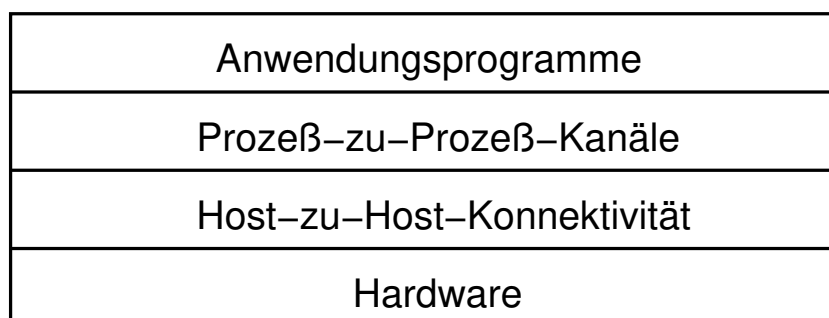 Anwendungsprogramme
Prozeß−zu−Prozeß−Kanäle
Host−zu−Host−Konnektivität
Hardware